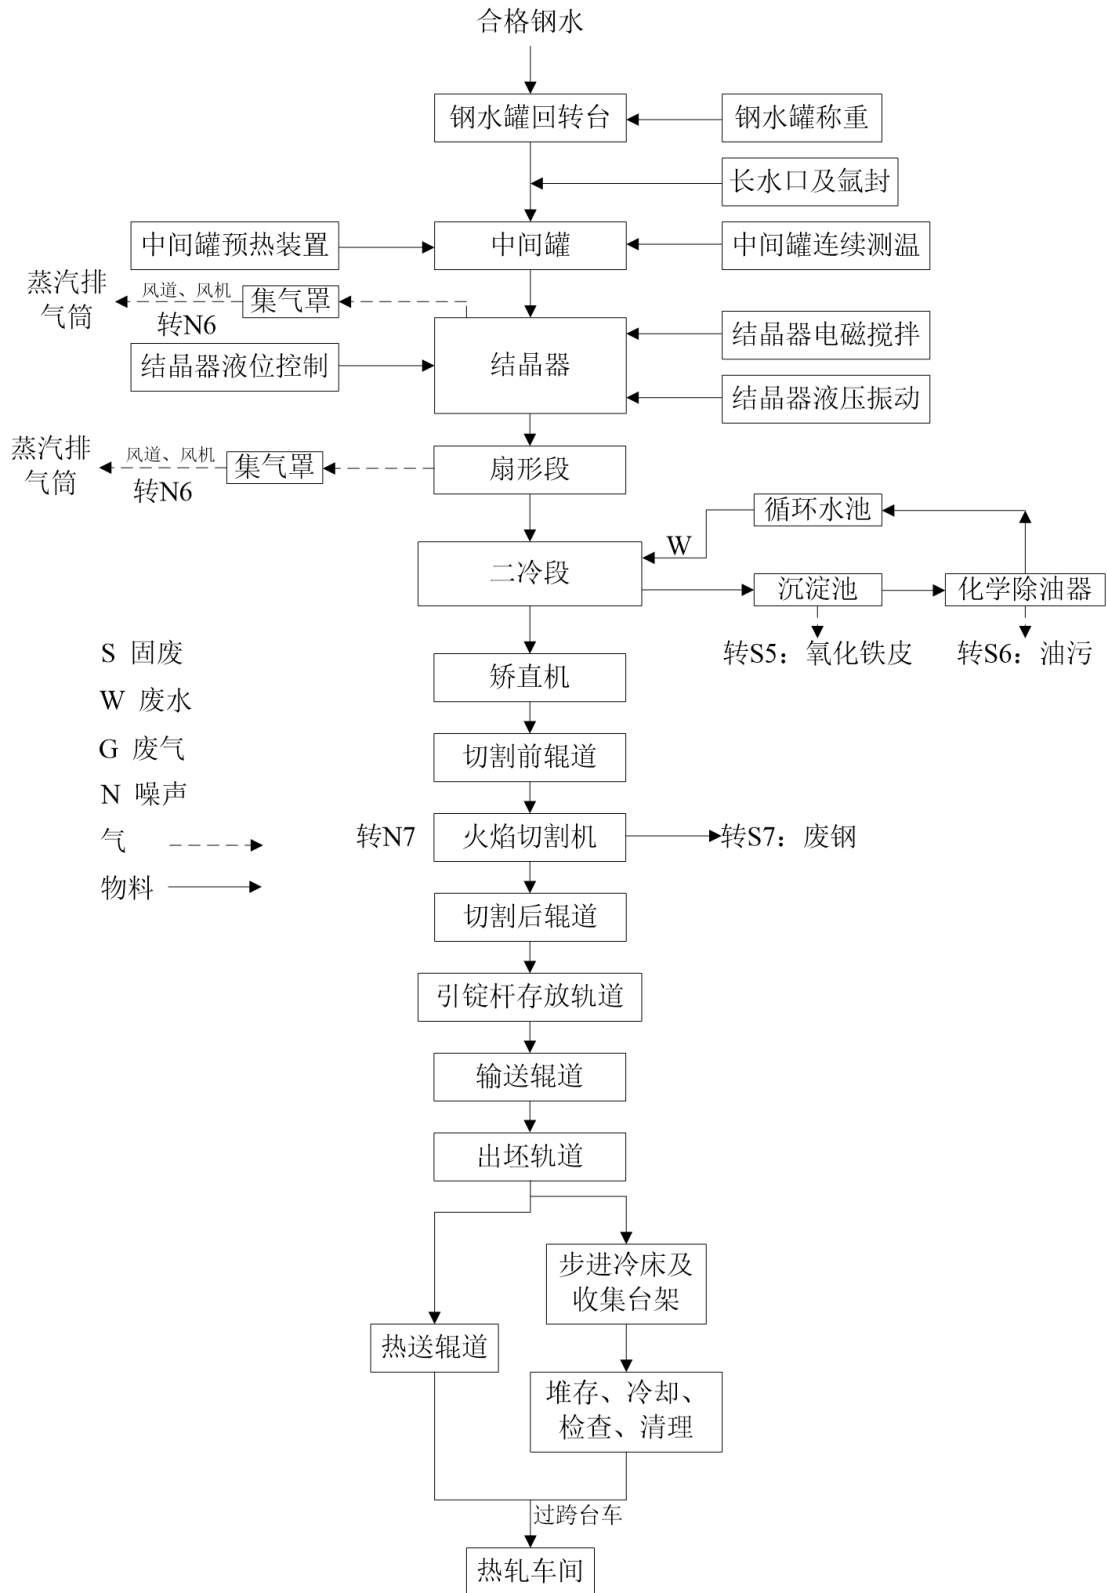 合格钢水
钢水罐回转台
钢水罐称重
长水口及氩封
中间罐预热装置
中间罐
中间罐连续测温
蒸汽排
气筒
风道、风机
转N6
集气罩
结晶器电磁搅拌
结晶器液位控制
结晶器
结晶器液压振动
蒸汽排
气筒
风道、风机
转N6
集气罩
扇形段
循环水池
W
二冷段
沉淀池
化学除油器
转S5：氧化铁皮
转S6：油污
S 固废
W 废水
G 废气
N 噪声
气
物料
矫直机
切割前辊道
转N7
火焰切割机
转S7：废钢
切割后辊道
引锭杆存放轨道
输送辊道
出坯轨道
步进冷床及
收集台架
热送辊道
堆存、冷却、
检查、清理
过跨台车
热轧车间